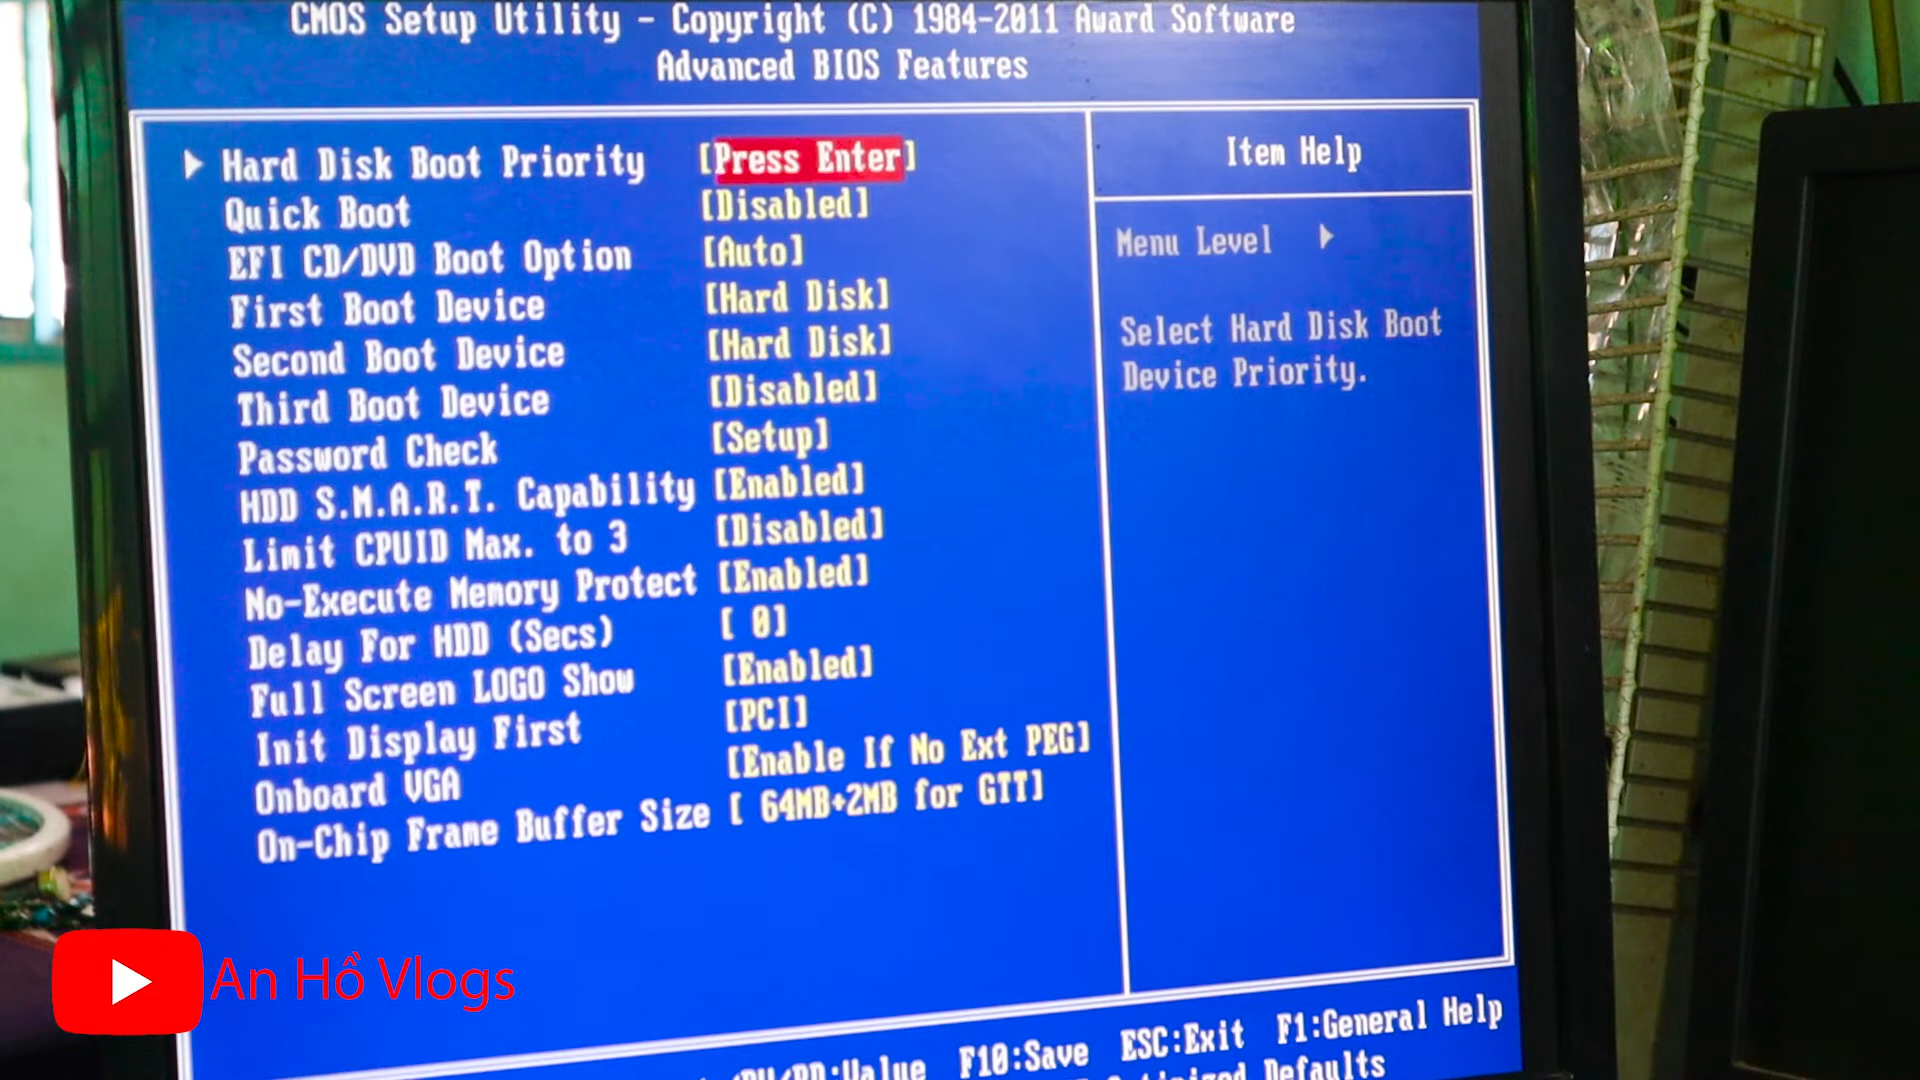 CMOS Setup Utility - Copyright (C) 1984-2011 Award Software
Advanced BIOS Features
Hard Disk Boot Priority [Press Enter]
Quick Boot [Disabled]
EFI CD/DVD Boot Option [Auto]
First Boot Device [Hard Disk]
Second Boot Device [Hard Disk]
Third Boot Device [Disabled]
Password Check [Setup]
HDD S.M.A.R.T. Capability [Enabled]
Limit CPUID Max. to 3 [Disabled]
No-Execute Memory Protect [Enabled]
Delay For HDD (Secs) [ 0]
Full Screen LOGO Show [Enabled]
Init Display First [PCI]
Onboard VGA [Enable If No Ext PEG]
On-Chip Frame Buffer Size [ 64MB+2MB for GTT]
Item Help
Menu Level
Select Hard Disk Boot
Device Priority.
An Hồ Vlogs
:Value F10:Save ESC:Exit F1:General Help
Defaults